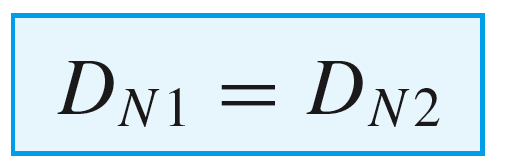 D_{N1} = D_{N2}